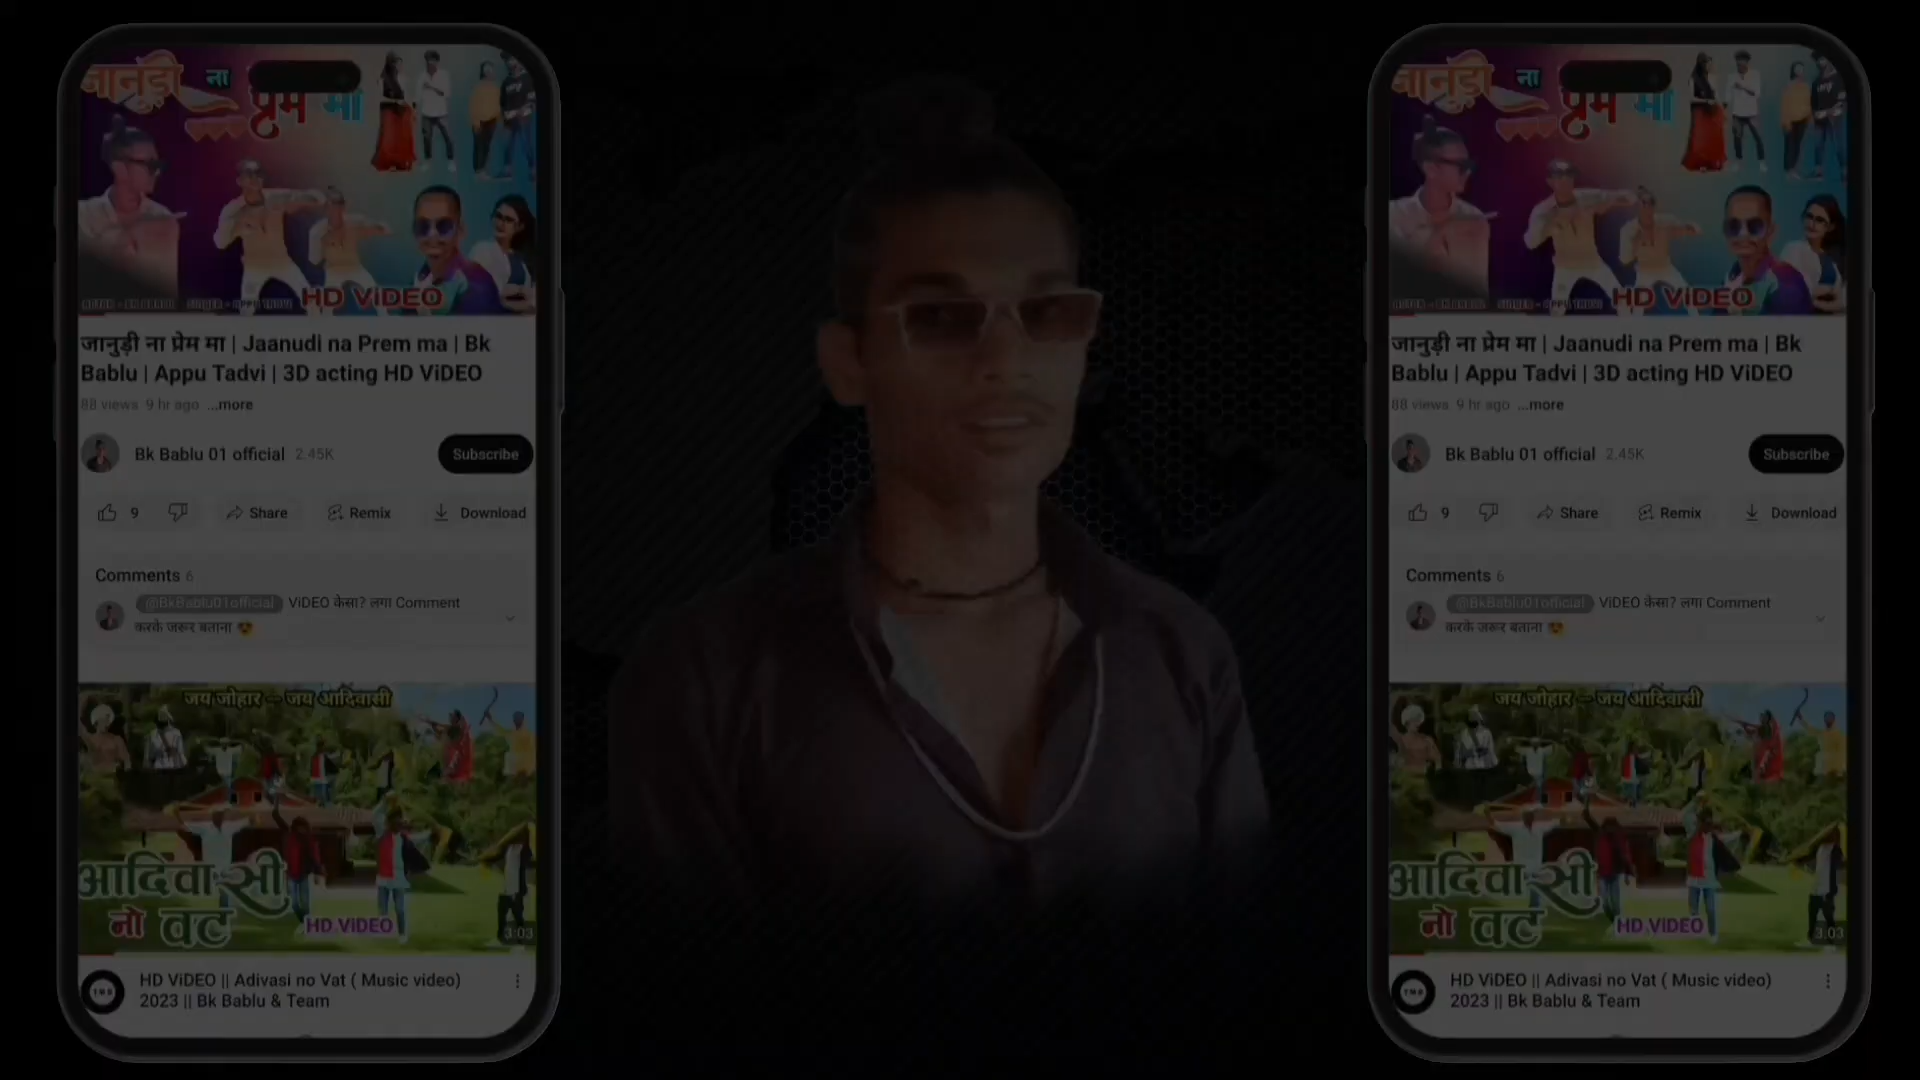 जानुड़ी ना
प्रेम मा
HD ViDEO
जानुड़ी ना प्रेम मा | Jaanudi na Prem ma | Bk
Bablu | Appu Tadvi | 3D acting HD ViDEO
88 views 9 hr ago ...more
Bk Bablu 01 official 2.45K Subscribe
9 Share Remix Download
Comments 6
@BkBablu01official ViDEO केसा? लगा Comment
करके जरूर बताना 😍
जय जोहार – जय आदिवासी
आदिवासी
नो वट HD ViDEO
3:03
HD ViDEO || Adivasi no Vat ( Music video)
2023 || Bk Bablu & Team
जानुड़ी ना
प्रेम मा
HD ViDEO
जानुड़ी ना प्रेम मा | Jaanudi na Prem ma | Bk
Bablu | Appu Tadvi | 3D acting HD ViDEO
88 views 9 hr ago ...more
Bk Bablu 01 official 2.45K Subscribe
9 Share Remix Download
Comments 6
@BkBablu01official ViDEO केसा? लगा Comment
करके जरूर बताना 😍
जय जोहार – जय आदिवासी
आदिवासी
नो वट HD ViDEO
3:03
HD ViDEO || Adivasi no Vat ( Music video)
2023 || Bk Bablu & Team